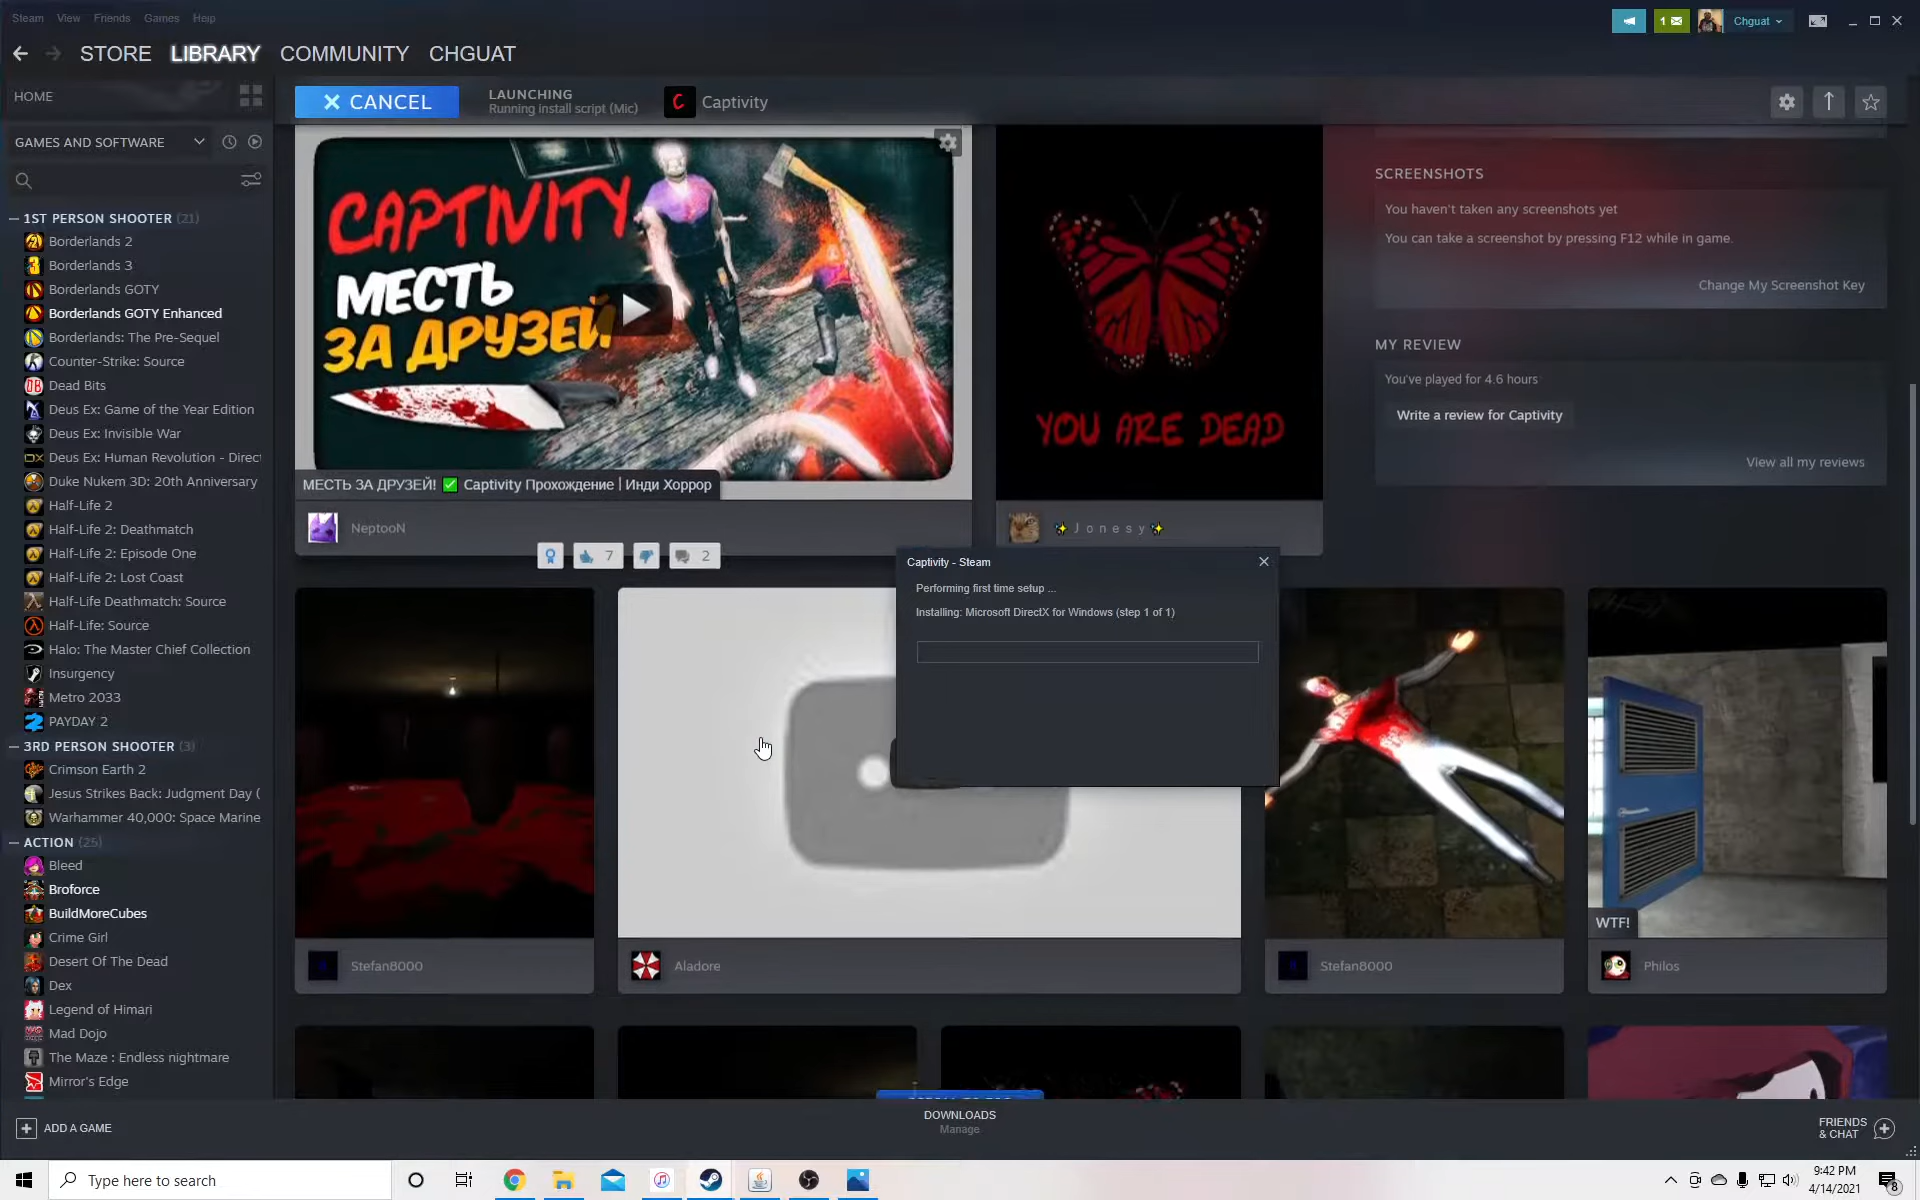 Steam View Friends Games Help
1
Chguat
STORE LIBRARY COMMUNITY CHGUAT
HOME
CANCEL
LAUNCHING
Running install script (Mic)
C
Captivity
GAMES AND SOFTWARE
1ST PERSON SHOOTER (21)
Borderlands 2
Borderlands 3
Borderlands GOTY
Borderlands GOTY Enhanced
Borderlands: The Pre-Sequel
Counter-Strike: Source
Dead Bits
Deus Ex: Game of the Year Edition
Deus Ex: Invisible War
Deus Ex: Human Revolution - Direct
Duke Nukem 3D: 20th Anniversary
Half-Life 2
Half-Life 2: Deathmatch
Half-Life 2: Episode One
Half-Life 2: Lost Coast
Half-Life Deathmatch: Source
Half-Life: Source
Halo: The Master Chief Collection
Insurgency
Metro 2033
PAYDAY 2
3RD PERSON SHOOTER (3)
Crimson Earth 2
Jesus Strikes Back: Judgment Day (
Warhammer 40,000: Space Marine
ACTION (25)
Bleed
Broforce
BuildMoreCubes
Crime Girl
Desert Of The Dead
Dex
Legend of Himari
Mad Dojo
The Maze : Endless nightmare
Mirror's Edge
CAPTIVITY
МЕСТЬ
ЗА ДРУЗЕЙ
МЕСТЬ ЗА ДРУЗЕЙ! ✅ Captivity Прохождение | Инди Хоррор
NeptooN
7
2
YOU ARE DEAD
✨Jonesy✨
SCREENSHOTS
You haven't taken any screenshots yet
You can take a screenshot by pressing F12 while in game.
Change My Screenshot Key
MY REVIEW
You've played for 4.6 hours
Write a review for Captivity
View all my reviews
Captivity - Steam
Performing first time setup ...
Installing: Microsoft DirectX for Windows (step 1 of 1)
WTF!
Stefan8000
Aladore
Stefan8000
Philos
ADD A GAME
DOWNLOADS
Manage
FRIENDS
& CHAT
Type here to search
9:42 PM
4/14/2021
8